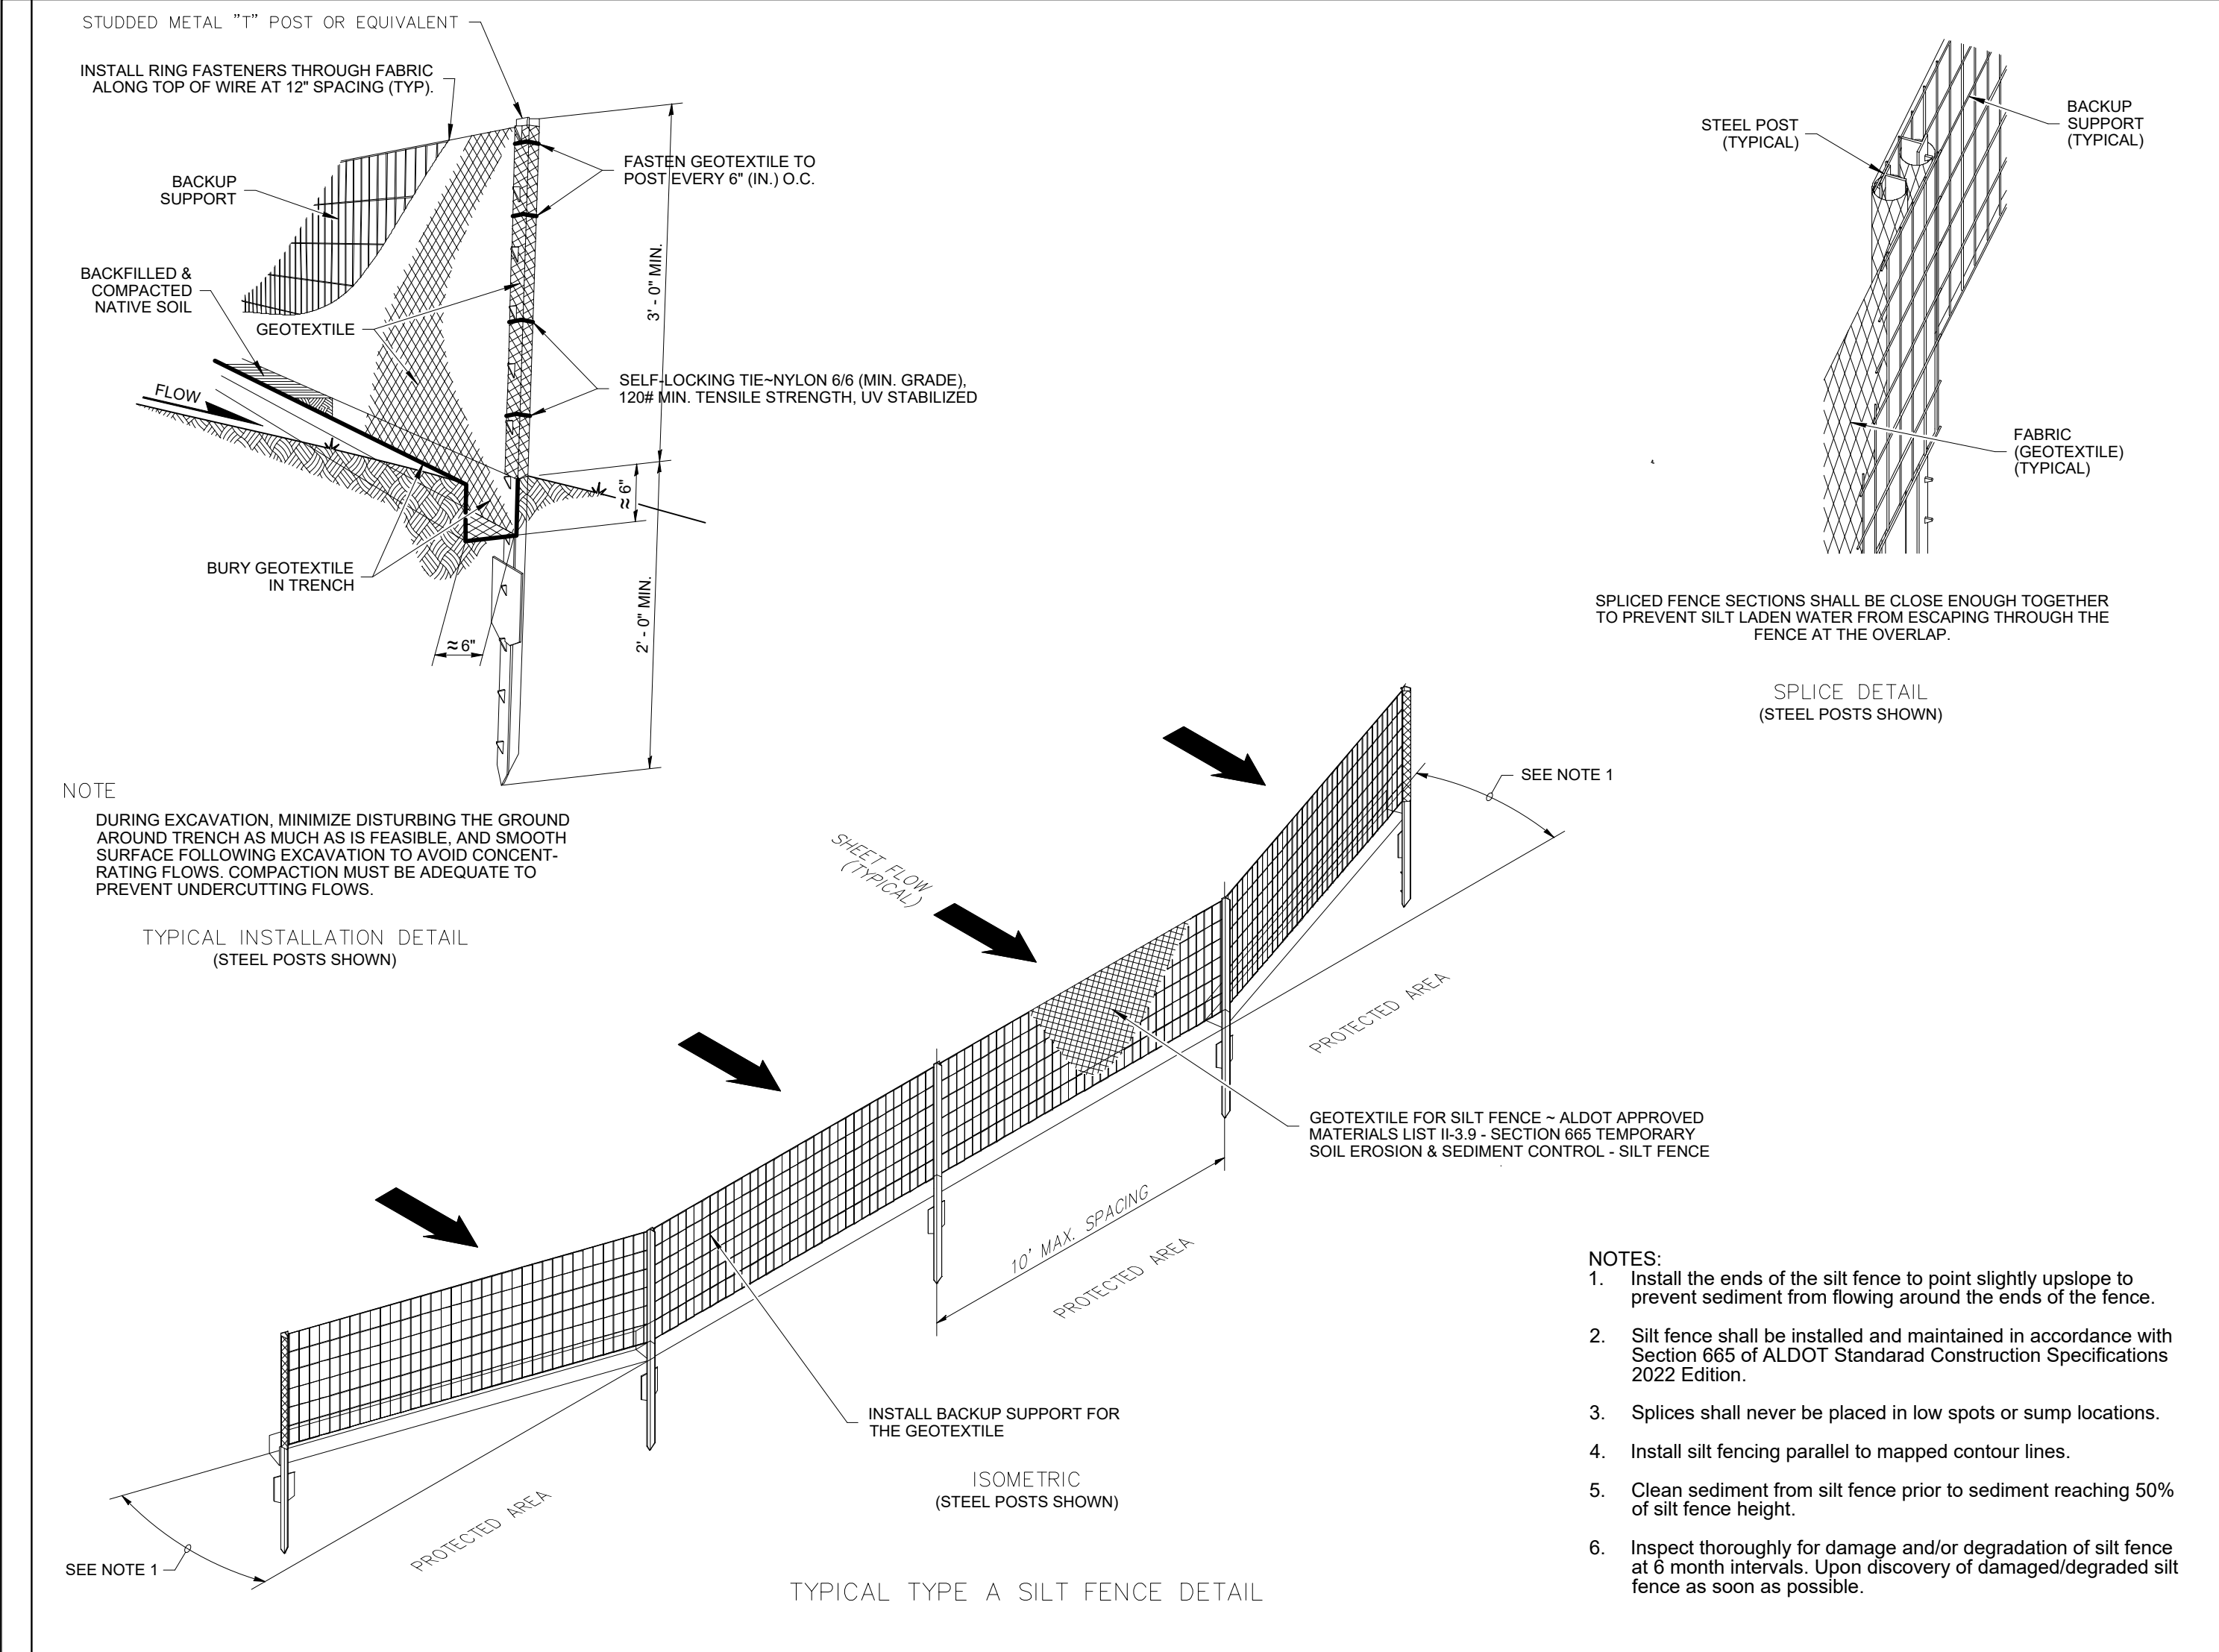 STUDDED METAL "T" POST OR EQUIVALENT
INSTALL RING FASTENERS THROUGH FABRIC
ALONG TOP OF WIRE AT 12" SPACING (TYP).
BACKUP
SUPPORT
BACKFILLED &
COMPACTED
NATIVE SOIL
GEOTEXTILE
FLOW
BURY GEOTEXTILE
IN TRENCH
FASTEN GEOTEXTILE TO
POST EVERY 6" (IN.) O.C.
3' - 0" MIN.
SELF-LOCKING TIE~NYLON 6/6 (MIN. GRADE),
120# MIN. TENSILE STRENGTH, UV STABILIZED
≈ 6"
2' - 0" MIN.
≈ 6"
NOTE
DURING EXCAVATION, MINIMIZE DISTURBING THE GROUND
AROUND TRENCH AS MUCH AS IS FEASIBLE, AND SMOOTH
SURFACE FOLLOWING EXCAVATION TO AVOID CONCENT-
RATING FLOWS. COMPACTION MUST BE ADEQUATE TO
PREVENT UNDERCUTTING FLOWS.
TYPICAL INSTALLATION DETAIL
(STEEL POSTS SHOWN)
STEEL POST
(TYPICAL)
BACKUP
SUPPORT
(TYPICAL)
FABRIC
(GEOTEXTILE)
(TYPICAL)
SPLICED FENCE SECTIONS SHALL BE CLOSE ENOUGH TOGETHER
TO PREVENT SILT LADEN WATER FROM ESCAPING THROUGH THE
FENCE AT THE OVERLAP.
SPLICE DETAIL
(STEEL POSTS SHOWN)
SEE NOTE 1
SHEET FLOW
(TYPICAL)
PROTECTED AREA
GEOTEXTILE FOR SILT FENCE ~ ALDOT APPROVED
MATERIALS LIST II-3.9 - SECTION 665 TEMPORARY
SOIL EROSION & SEDIMENT CONTROL - SILT FENCE
10' MAX. SPACING
PROTECTED AREA
INSTALL BACKUP SUPPORT FOR
THE GEOTEXTILE
ISOMETRIC
(STEEL POSTS SHOWN)
PROTECTED AREA
SEE NOTE 1
TYPICAL TYPE A SILT FENCE DETAIL
NOTES:
1. Install the ends of the silt fence to point slightly upslope to
prevent sediment from flowing around the ends of the fence.
2. Silt fence shall be installed and maintained in accordance with
Section 665 of ALDOT Standarad Construction Specifications
2022 Edition.
3. Splices shall never be placed in low spots or sump locations.
4. Install silt fencing parallel to mapped contour lines.
5. Clean sediment from silt fence prior to sediment reaching 50%
of silt fence height.
6. Inspect thoroughly for damage and/or degradation of silt fence
at 6 month intervals. Upon discovery of damaged/degraded silt
fence as soon as possible.